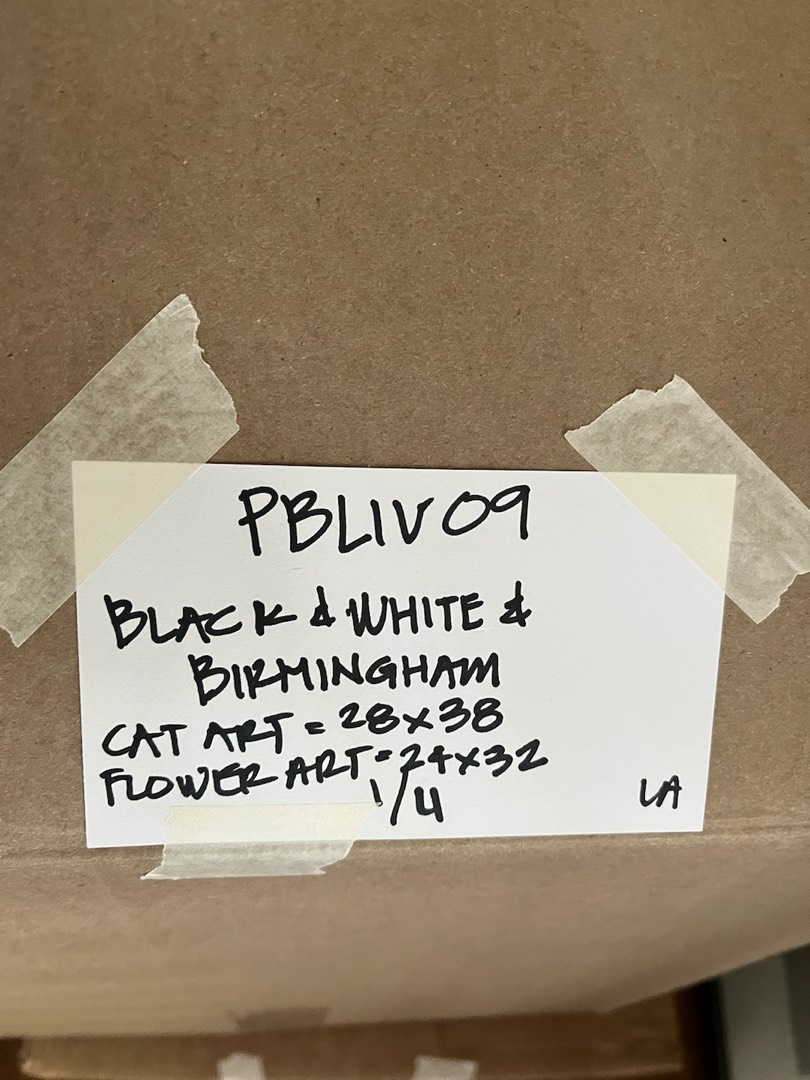 PBLIV09
BLACK & WHITE &
BIRMINGHAM
CAT ART = 28x38
FLOWER ART = 24x32
1/4
LA